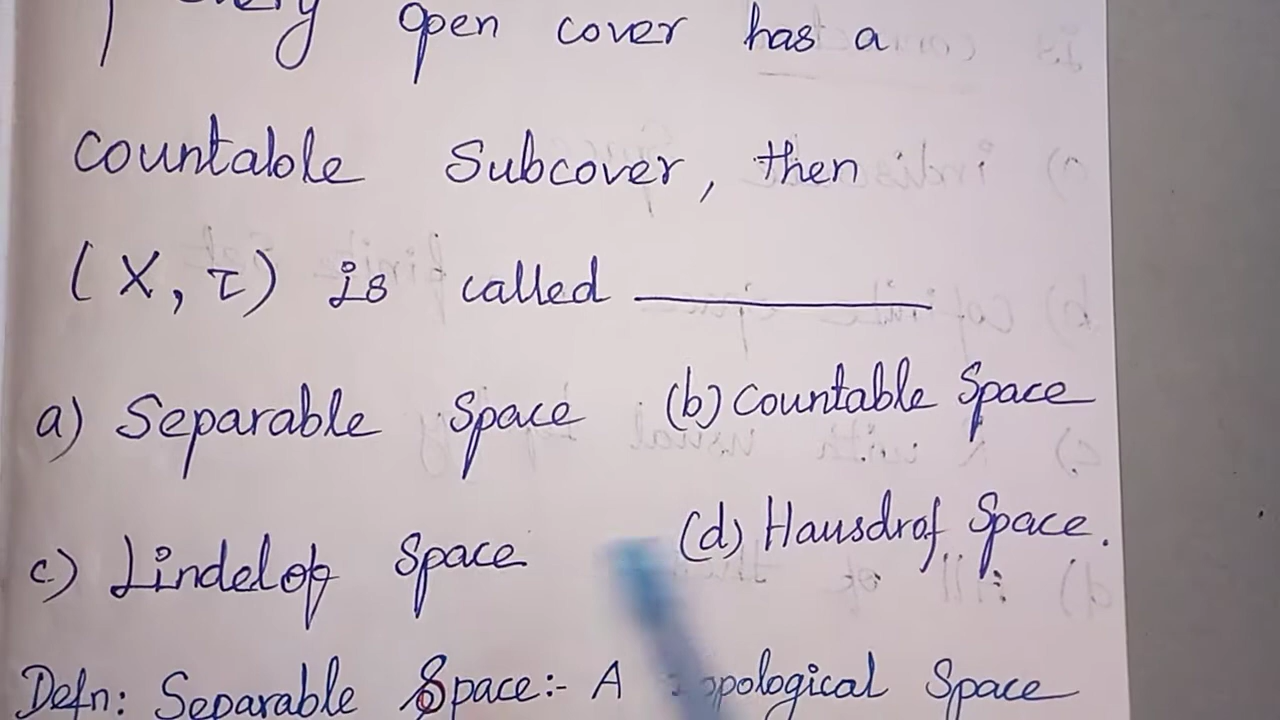 open cover has a
countable Subcover, then
(X, τ) is called ________
a) Separable Space (b) Countable Space
c) Lindelof Space (d) Hausdrof Space.
Defn: Separable Space:- A Space